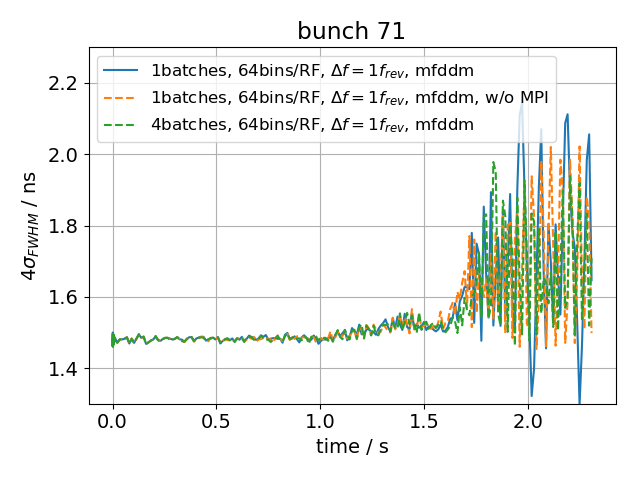 bunch 71
1batches, 64bins/RF, Δf = 1f_rev, mfddm
1batches, 64bins/RF, Δf = 1f_rev, mfddm, w/o MPI
4batches, 64bins/RF, Δf = 1f_rev, mfddm
4σ_FWHM / ns
2.2
2.0
1.8
1.6
1.4
0.0 0.5 1.0 1.5 2.0
time / s